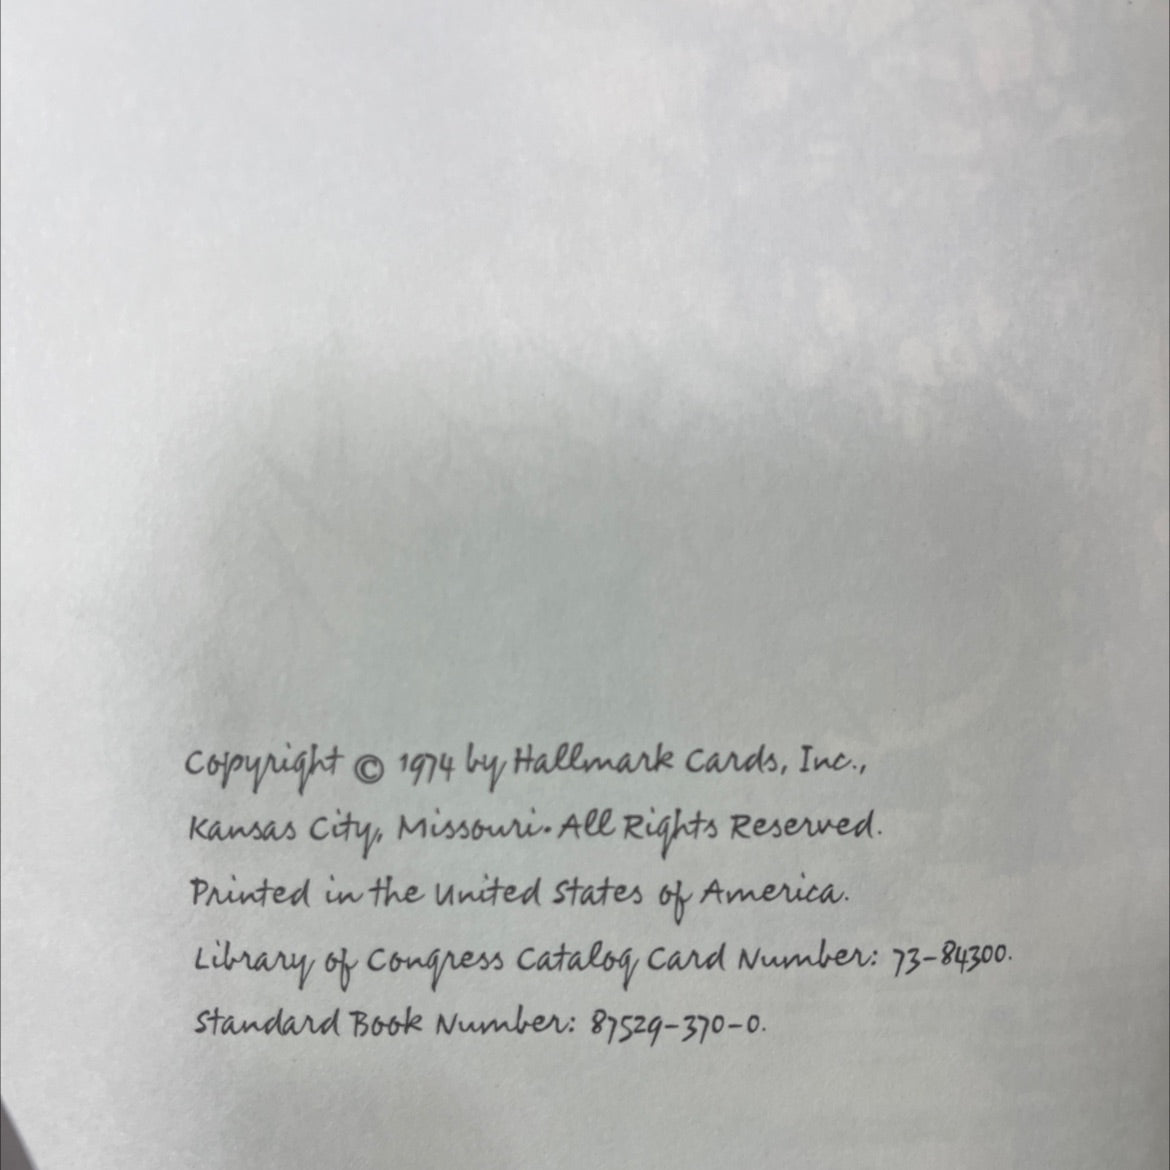 Copyright © 1974 by Hallmark Cards, Inc.,
Kansas City, Missouri. All Rights Reserved.
Printed in the United States of America.
Library of Congress Catalog Card Number: 73-84300.
Standard Book Number: 87529-370-0.